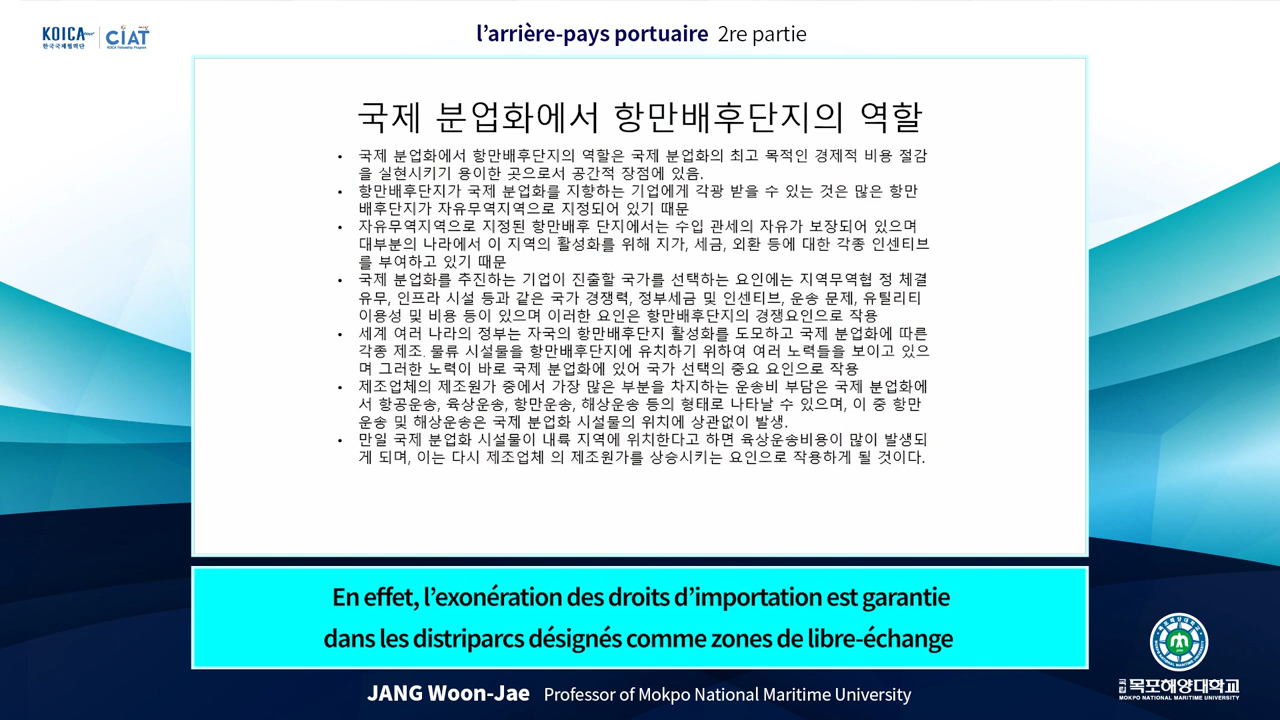 KOICA
한국국제협력단
CIAT
KOICA Fellowship Program
l'arrière-pays portuaire 2re partie
국제 분업화에서 항만배후단지의 역할
• 국제 분업화에서 항만배후단지의 역할은 국제 분업화의 최고 목적인 경제적 비용 절감
을 실현시키기 용이한 곳으로서 공간적 장점에 있음.
• 항만배후단지가 국제 분업화를 지향하는 기업에게 각광 받을 수 있는 것은 많은 항만
배후단지가 자유무역지역으로 지정되어 있기 때문
• 자유무역지역으로 지정된 항만배후 단지에서는 수입 관세의 자유가 보장되어 있으며
대부분의 나라에서 이 지역의 활성화를 위해 지가, 세금, 외환 등에 대한 각종 인센티브
를 부여하고 있기 때문
• 국제 분업화를 추진하는 기업이 진출할 국가를 선택하는 요인에는 지역무역협 정 체결
유무, 인프라 시설 등과 같은 국가 경쟁력, 정부세금 및 인센티브, 운송 문제, 유틸리티
이용성 및 비용 등이 있으며 이러한 요인은 항만배후단지의 경쟁요인으로 작용
• 세계 여러 나라의 정부는 자국의 항만배후단지 활성화를 도모하고 국제 분업화에 따른
각종 제조. 물류 시설물을 항만배후단지에 유치하기 위하여 여러 노력들을 보이고 있으
며 그러한 노력이 바로 국제 분업화에 있어 국가 선택의 중요 요인으로 작용
• 제조업체의 제조원가 중에서 가장 많은 부분을 차지하는 운송비 부담은 국제 분업화에
서 항공운송, 육상운송, 항만운송, 해상운송 등의 형태로 나타날 수 있으며, 이 중 항만
운송 및 해상운송은 국제 분업화 시설물의 위치에 상관없이 발생.
• 만일 국제 분업화 시설물이 내륙 지역에 위치한다고 하면 육상운송비용이 많이 발생되
게 되며, 이는 다시 제조업체 의 제조원가를 상승시키는 요인으로 작용하게 될 것이다.
En effet, l'exonération des droits d'importation est garantie
dans les distriparcs désignés comme zones de libre-échange
JANG Woon-Jae Professor of Mokpo National Maritime University
국립 목포해양대학교
MOKPO NATIONAL MARITIME UNIVERSITY